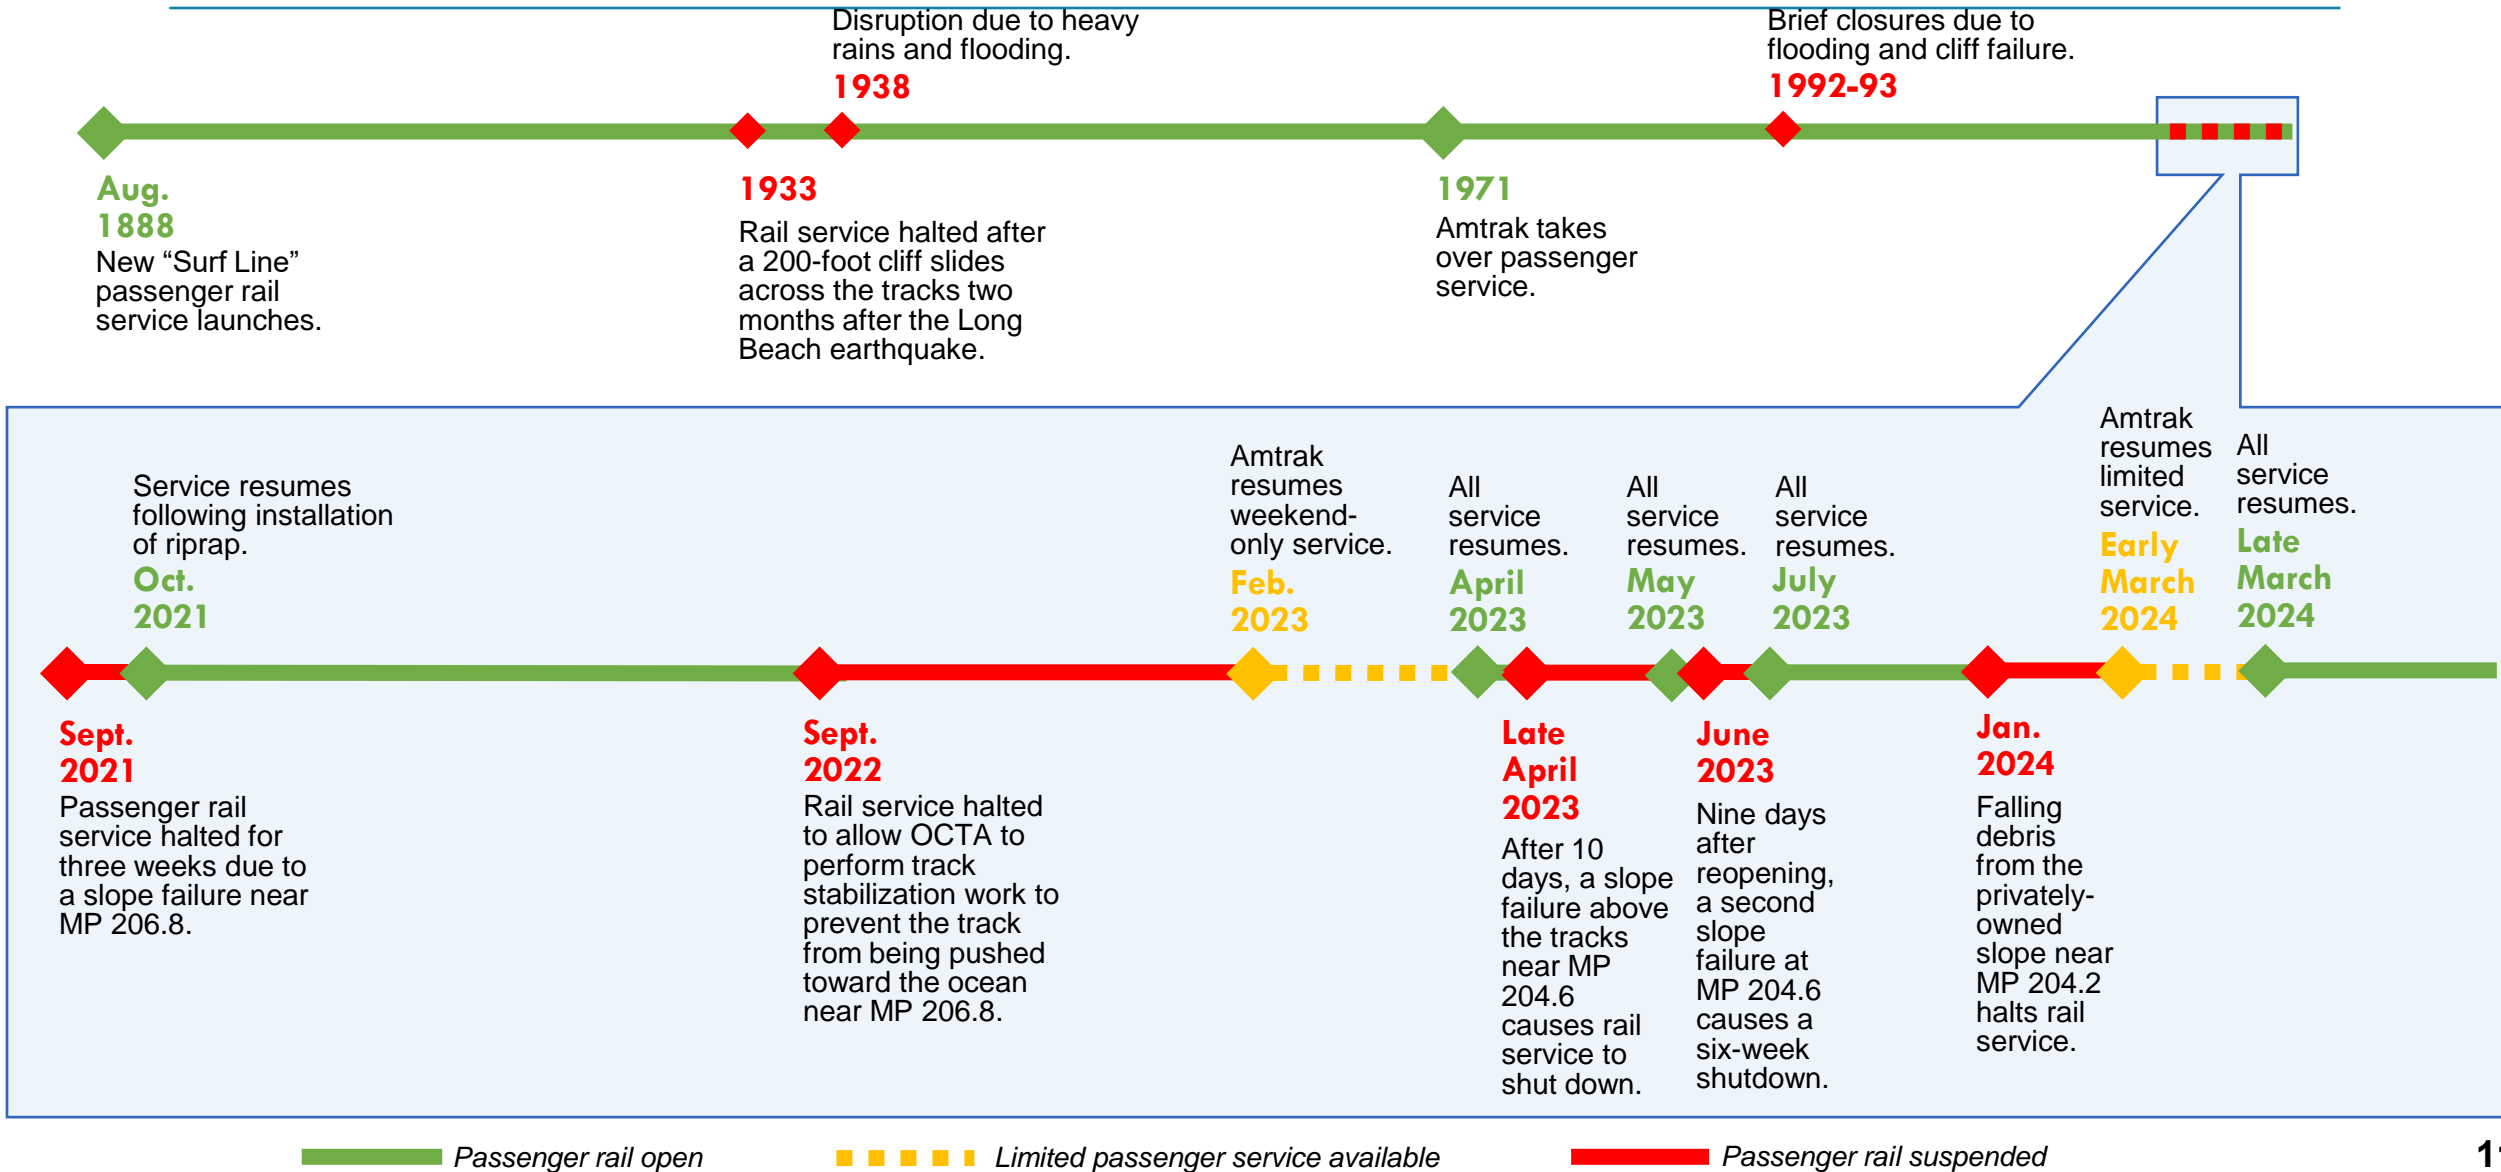 Disruption due to heavy
rains and flooding.
1938
Brief closures due to
flooding and cliff failure.
1992-93
Aug.
1888
New “Surf Line”
passenger rail
service launches.
1933
Rail service halted after
a 200-foot cliff slides
across the tracks two
months after the Long
Beach earthquake.
1971
Amtrak takes
over passenger
service.
Service resumes
following installation
of riprap.
Oct.
2021
Amtrak
resumes
weekend-
only service.
Feb.
2023
All
service
resumes.
April
2023
All
service
resumes.
May
2023
All
service
resumes.
July
2023
Amtrak
resumes
limited
service.
Early
March
2024
All
service
resumes.
Late
March
2024
Sept.
2021
Passenger rail
service halted for
three weeks due to
a slope failure near
MP 206.8.
Sept.
2022
Rail service halted
to allow OCTA to
perform track
stabilization work to
prevent the track
from being pushed
toward the ocean
near MP 206.8.
Late
April
2023
After 10
days, a slope
failure above
the tracks
near MP
204.6
causes rail
service to
shut down.
June
2023
Nine days
after
reopening,
a second
slope
failure at
MP 204.6
causes a
six-week
shutdown.
Jan.
2024
Falling
debris
from the
privately-
owned
slope near
MP 204.2
halts rail
service.
Passenger rail open
Limited passenger service available
Passenger rail suspended